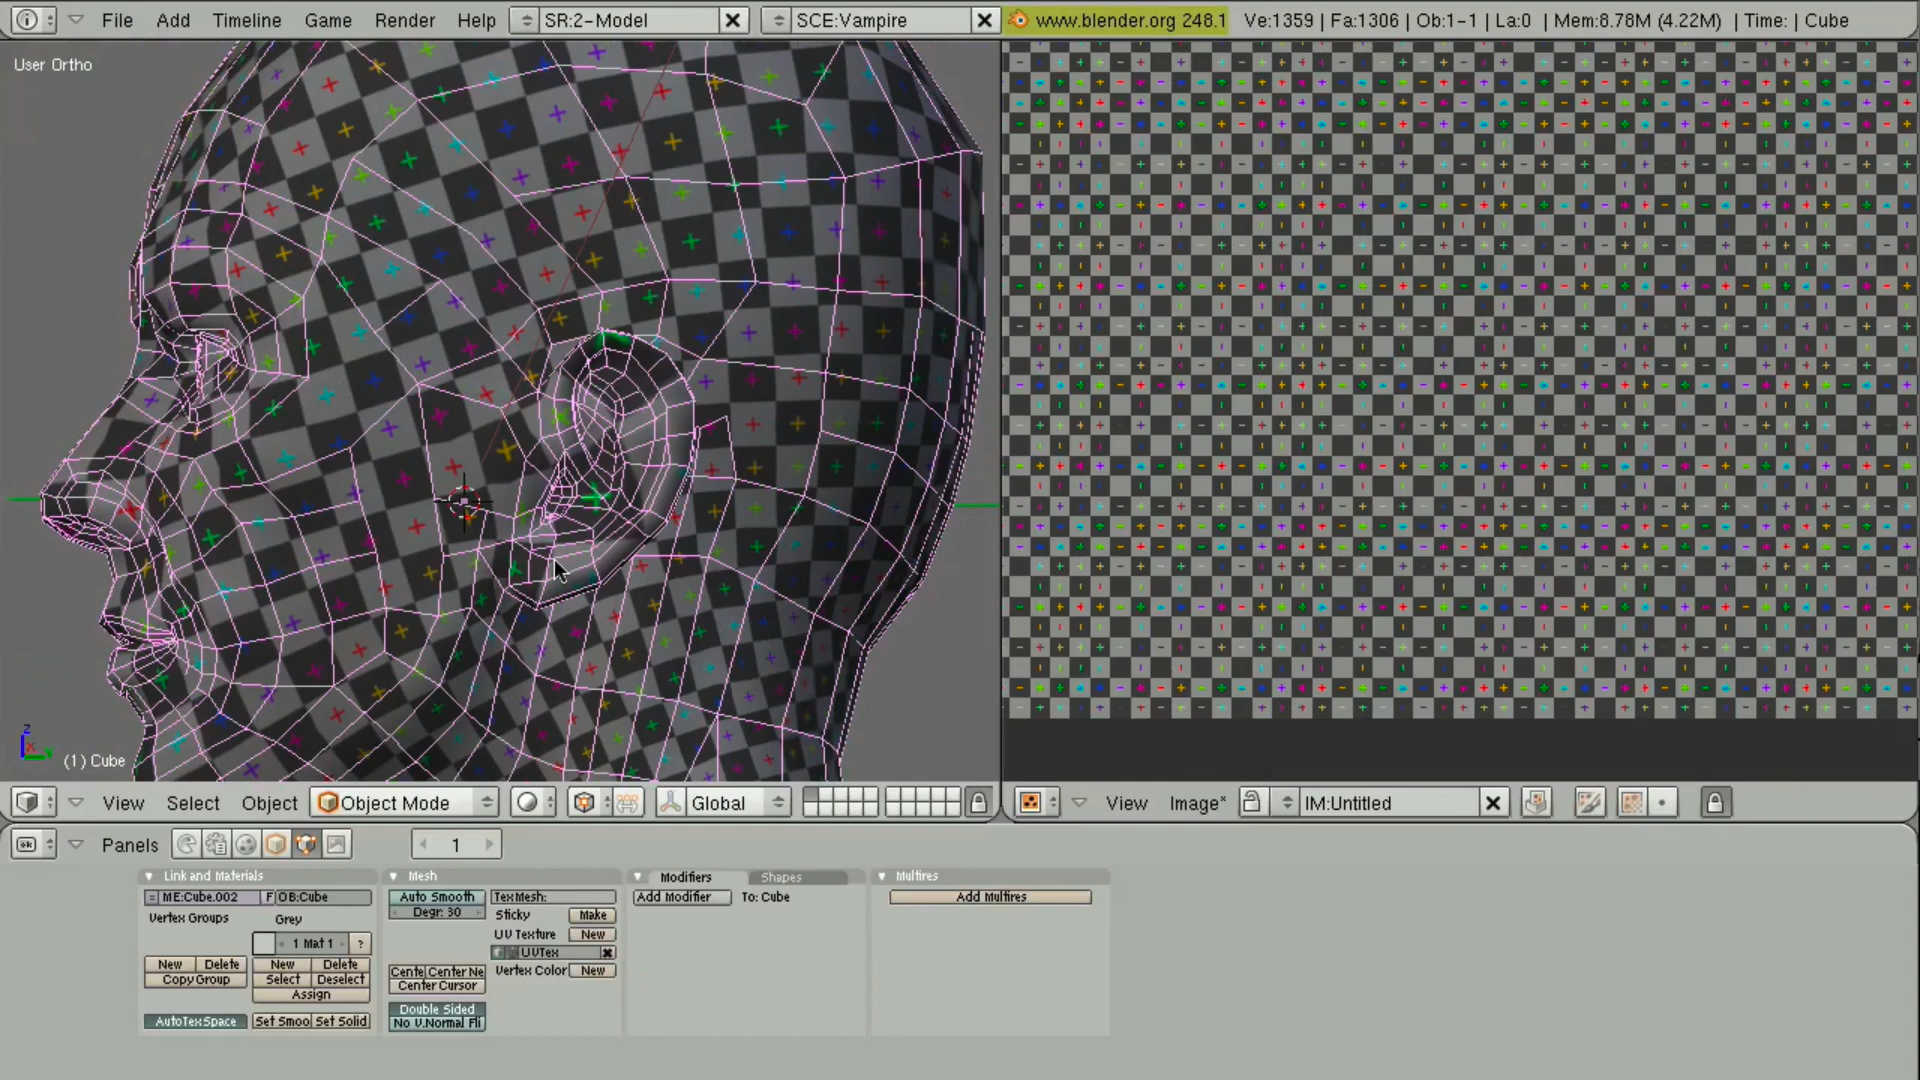 File Add Timeline Game Render Help SR:2-Model SCE:Vampire www.blender.org 248.1 Ve:1359 | Fa:1306 | Ob:1-1 | La:0 | Mem:8.78M (4.22M) | Time: | Cube
User Ortho
z
x
(1) Cube
View Select Object Object Mode Global
View Image* IM:Untitled
Panels 1
Link and Materials
ME:Cube.002 F OB:Cube
Vertex Groups Grey
1 Mat 1 ?
New Delete New Delete
Copy Group Select Deselect
Assign
AutoTexSpace Set Smoo Set Solid
Mesh
Auto Smooth TexMesh:
Degr: 30 Sticky Make
UV Texture New
UVTex
Cente Center Ne Vertex Color New
Center Cursor
Double Sided
No V.Normal Fli
Modifiers Shapes
Add Modifier To: Cube
Multires
Add Multires